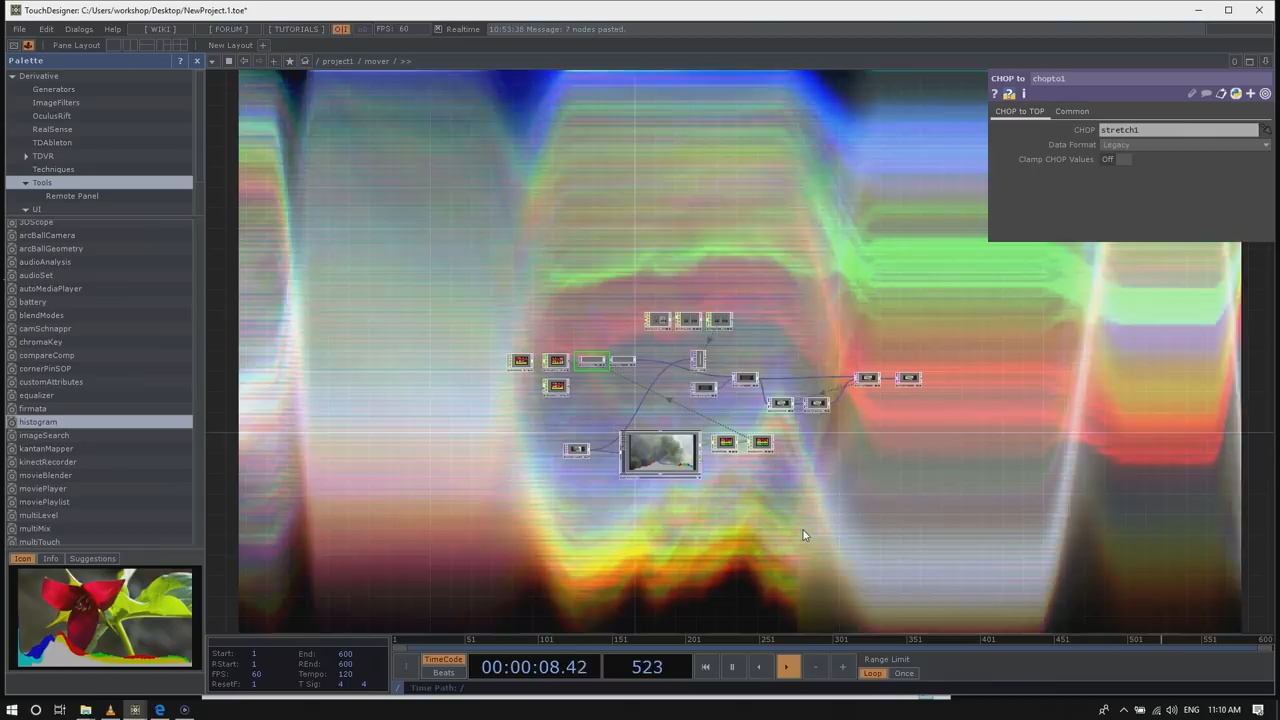 TouchDesigner: C:/Users/workshop/Desktop/NewProject.1.toe*
File Edit Dialogs Help [ WIKI ] [ FORUM ] [ TUTORIALS ] O|I FPS: 60 Realtime 10:53:38 Message: 7 nodes pasted.
Pane Layout New Layout +
Palette ? x / project1 / mover / >>
Derivative
Generators
ImageFilters
OculusRift
RealSense
TDAbleton
TDVR
Techniques
Tools
Remote Panel
UI
3DScope
arcBallCamera
arcBallGeometry
audioAnalysis
audioSet
autoMediaPlayer
battery
blendModes
camSchnappr
chromaKey
compareComp
cornerPinSOP
customAttributes
equalizer
firmata
histogram
imageSearch
kantanMapper
kinectRecorder
movieBlender
moviePlayer
moviePlaylist
multiLevel
multiMix
multiTouch
Icon Info Suggestions
CHOP to chopto1
CHOP to TOP Common
CHOP stretch1
Data Format Legacy
Clamp CHOP Values Off
1 51 101 151 201 251 301 351 401 451 501 551 600
Start: 1 End: 600
RStart: 1 REnd: 600
FPS: 60 Tempo: 120
ResetF: 1 T Sig: 4 4
TimeCode
Beats
00:00:08.42 523
Range Limit
Loop Once
/ Time Path: /
ENG 11:10 AM